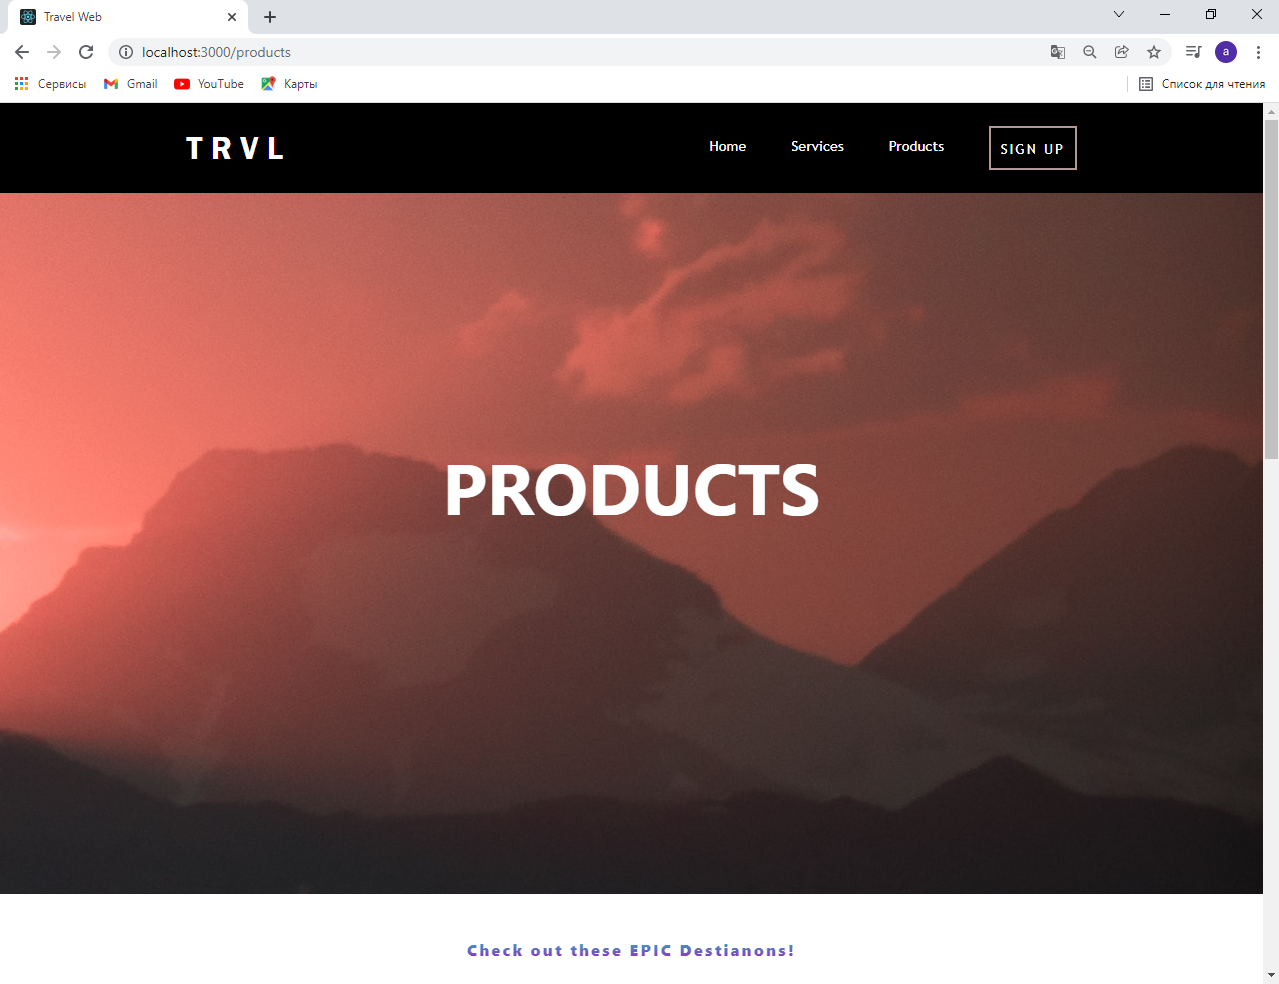 Travel Web
localhost:3000/products
a
Сервисы Gmail YouTube Карты Список для чтения
TRVL Home Services Products SIGN UP
PRODUCTS
Check out these EPIC Destianons!